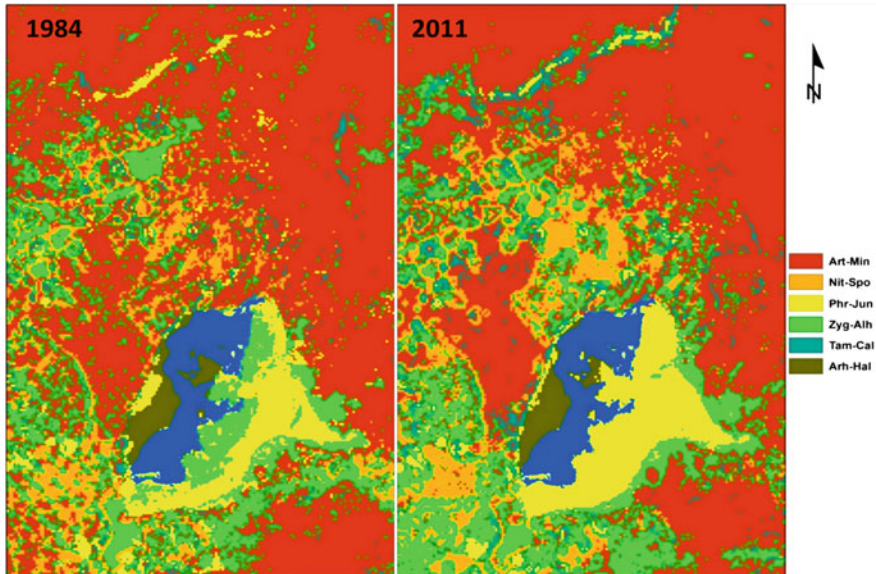 1984
2011
N
Art-Min
Nit-Spo
Phr-Jun
Zyg-Alh
Tam-Cal
Arh-Hal